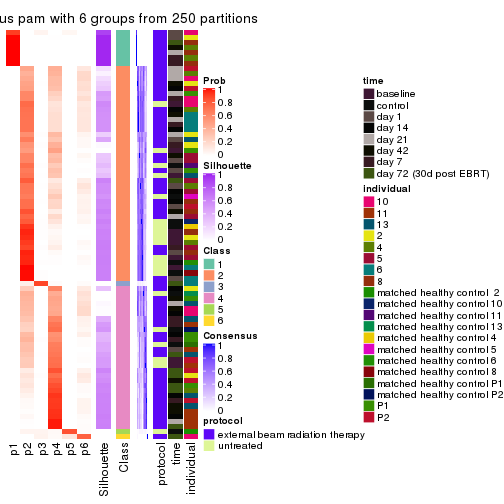 us pam with 6 groups from 250 partitions
Prob
1
0.8
0.6
0.4
0.2
0
Silhouette
1
0.8
0.6
0.4
0.2
0
Class
1
2
3
4
5
6
Consensus
1
0.8
0.6
0.4
0.2
0
protocol
external beam radiation therapy
untreated
time
baseline
control
day 1
day 14
day 21
day 42
day 7
day 72 (30d post EBRT)
individual
10
11
13
2
4
5
6
8
matched healthy control  2
matched healthy control 10
matched healthy control 11
matched healthy control 13
matched healthy control 4
matched healthy control 5
matched healthy control 6
matched healthy control 8
matched healthy control P1
matched healthy control P2
P1
P2
p1
p2
p3
p4
p5
p6
Silhouette
Class
protocol
time
individual